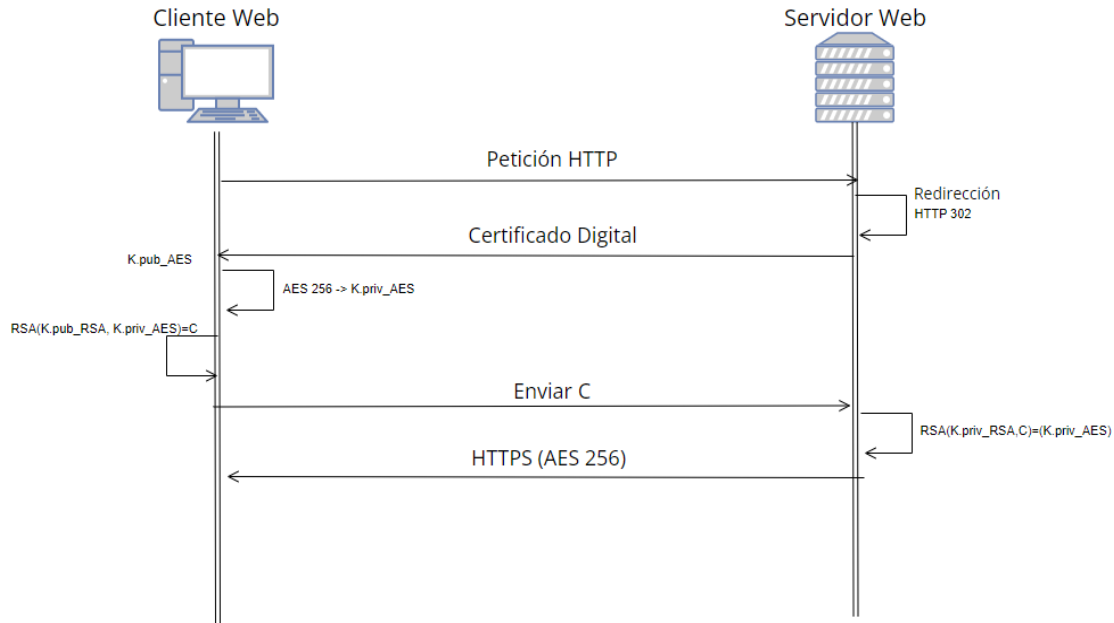 Cliente Web
Servidor Web
Petición HTTP
Redirección
HTTP 302
Certificado Digital
K.pub_AES
AES 256 -> K.priv_AES
RSA(K.pub_RSA, K.priv_AES)=C
Enviar C
RSA(K.priv_RSA,C)=(K.priv_AES)
HTTPS (AES 256)